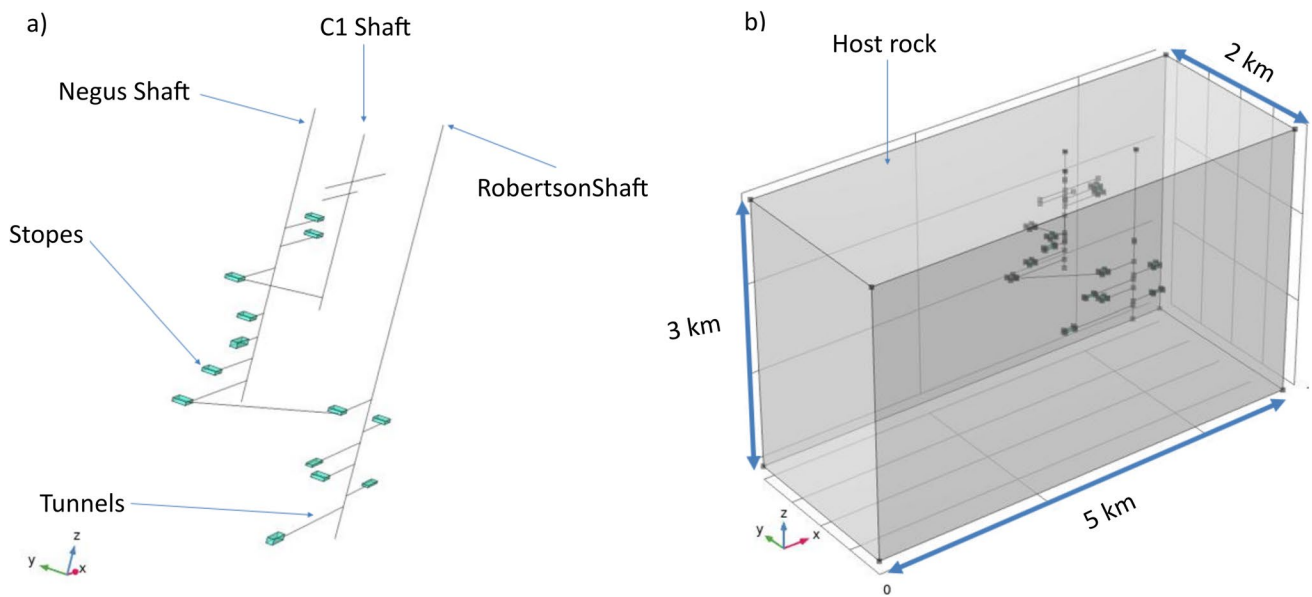 a)
C1 Shaft
Negus Shaft
RobertsonShaft
Stopes
Tunnels
z
y
x
b)
Host rock
2 km
3 km
5 km
z
y
x
0